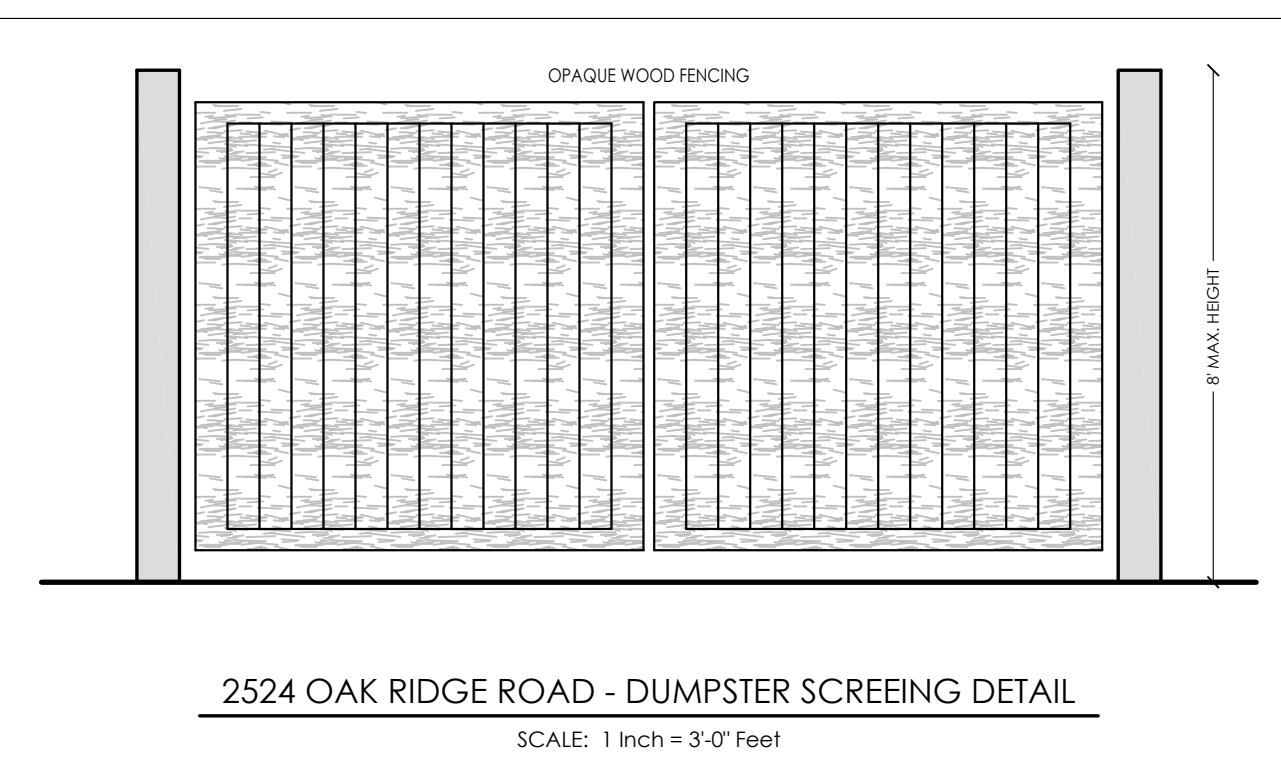 OPAQUE WOOD FENCING
8' MAX. HEIGHT
2524 OAK RIDGE ROAD - DUMPSTER SCREEING DETAIL
SCALE: 1 Inch = 3'-0" Feet